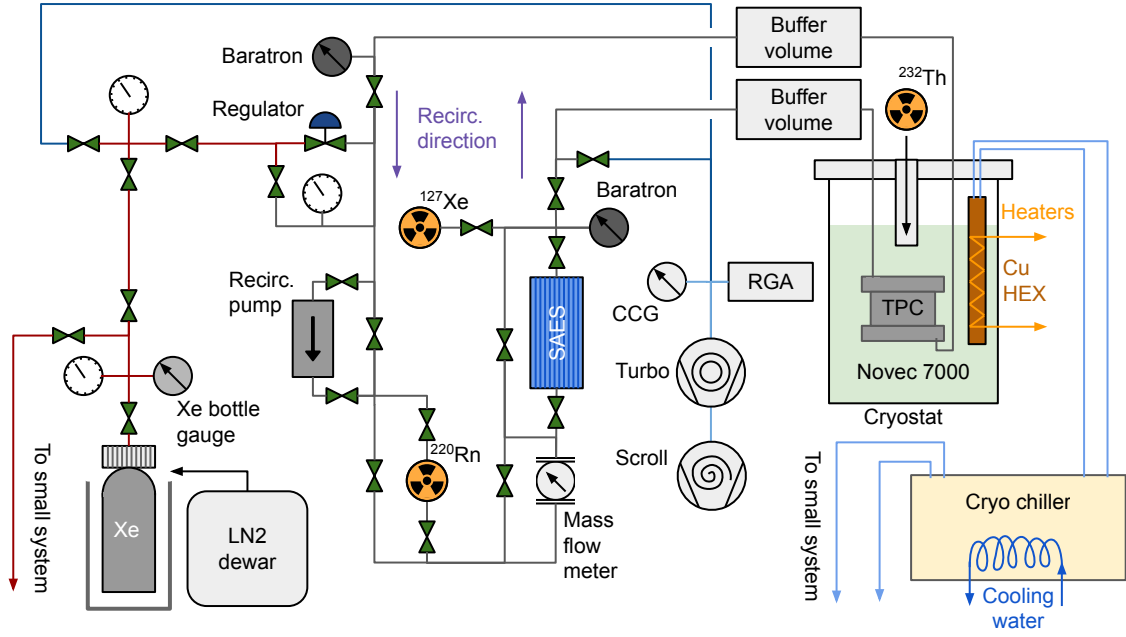 Buffer
volume
Baratron
²³²Th
Regulator
Buffer
volume
Recirc.
direction
Baratron
¹²⁷Xe
Heaters
Recirc.
pump
RGA
Cu
HEX
CCG
TPC
SAES
Turbo
Novec 7000
Xe bottle
gauge
Cryostat
²²⁰Rn
Scroll
To small system
To small system
Cryo chiller
Xe
LN2
dewar
Mass
flow
meter
Cooling
water